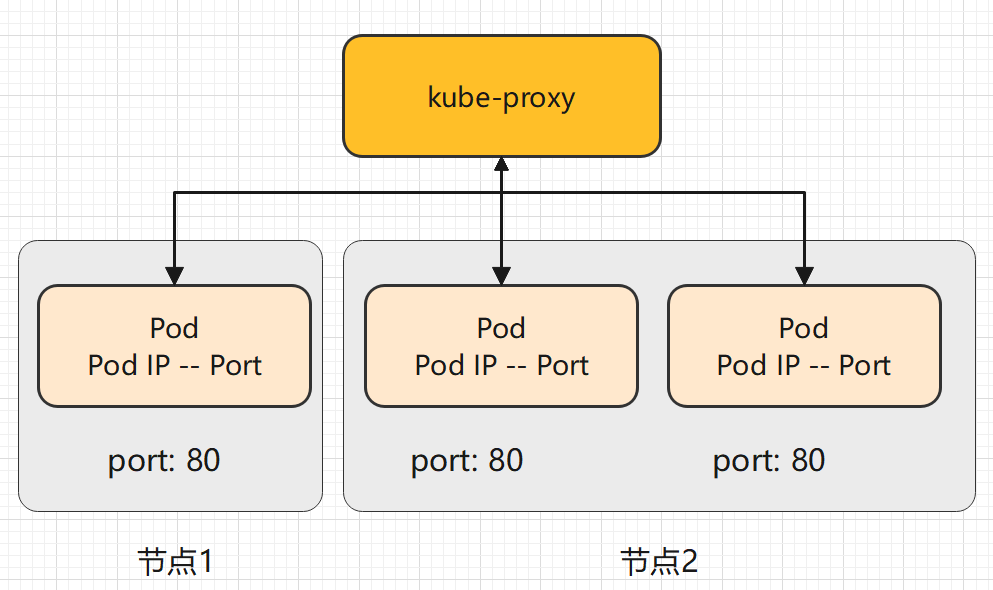 kube-proxy
Pod
Pod IP -- Port
port: 80
Pod
Pod IP -- Port
port: 80
Pod
Pod IP -- Port
port: 80
节点1
节点2